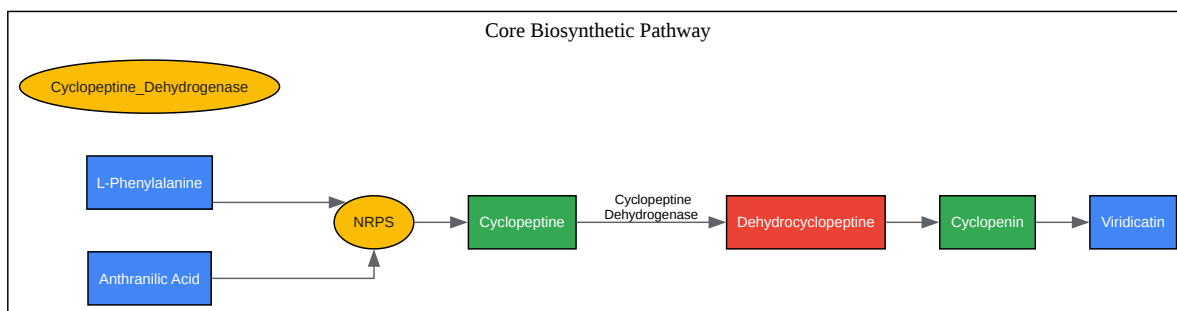 Core Biosynthetic Pathway
Cyclopeptine_Dehydrogenase
L-Phenylalanine
Anthranilic Acid
NRPS
Cyclopeptine
Cyclopeptine
Dehydrogenase
Dehydrocyclopeptine
Cyclopenin
Viridicatin